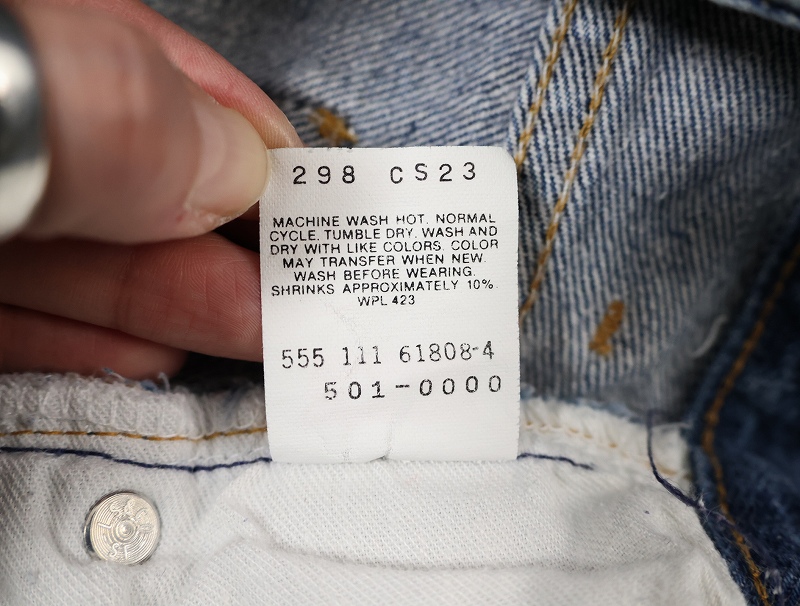 298 CS23
MACHINE WASH HOT. NORMAL
CYCLE. TUMBLE DRY. WASH AND
DRY WITH LIKE COLORS. COLOR
MAY TRANSFER WHEN NEW.
WASH BEFORE WEARING.
SHRINKS APPROXIMATELY 10%.
WPL 423
555 111 61808-4
501-0000